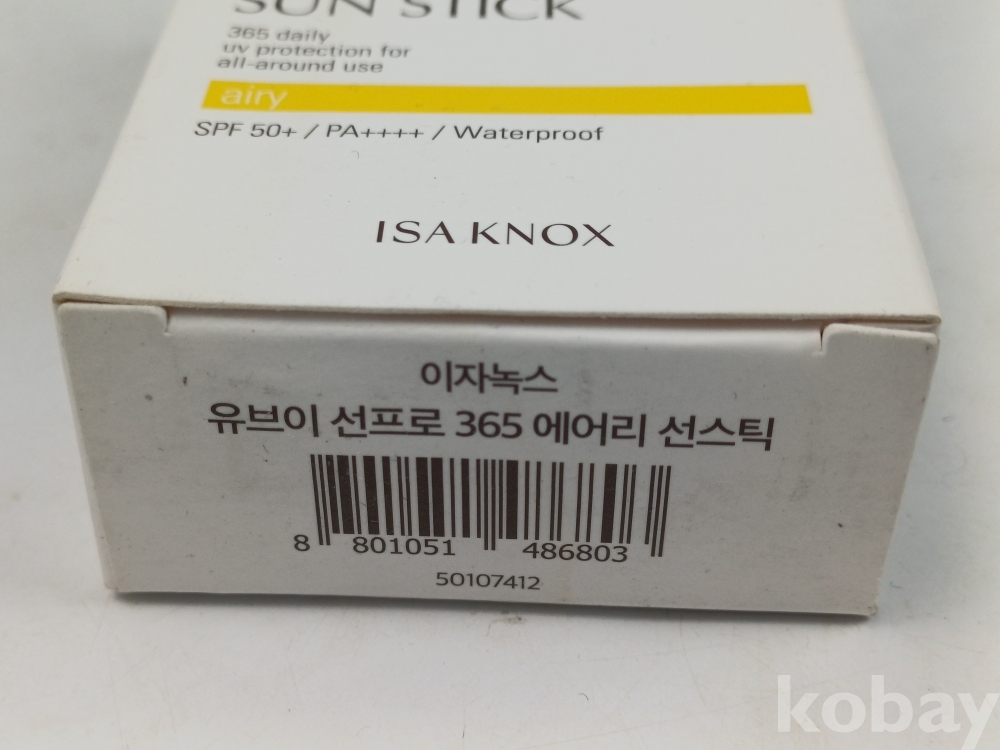 SUN STICK
365 daily
uv protection for
all-around use
airy
SPF 50+ / PA++++ / Waterproof
ISA KNOX
이자녹스
유브이 선프로 365 에어리 선스틱
8 801051 486803
50107412
kobay